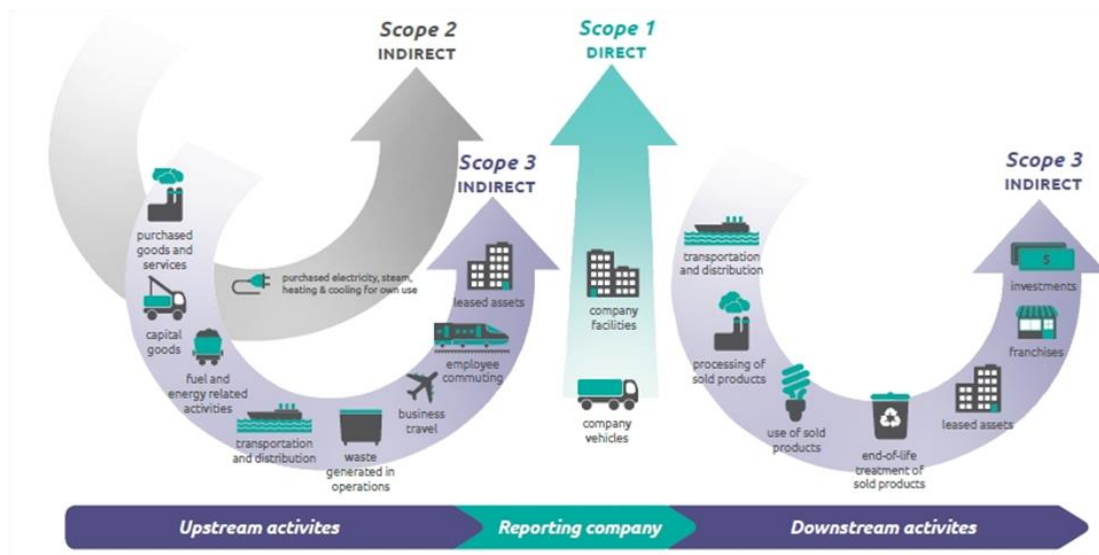 Scope 2
INDIRECT
Scope 1
DIRECT
Scope 3
INDIRECT
Scope 3
INDIRECT
purchased
goods and
services
capital
goods
fuel and
energy related
activities
transportation
and distribution
waste
generated in
operations
business
travel
employee
commuting
leased assets
purchased electricity, steam,
heating & cooling for own use
company
facilities
company
vehicles
transportation
and distribution
processing of
sold products
use of sold
products
end-of-life
treatment of
sold products
leased assets
franchises
$
investments
Upstream activites
Reporting company
Downstream activites